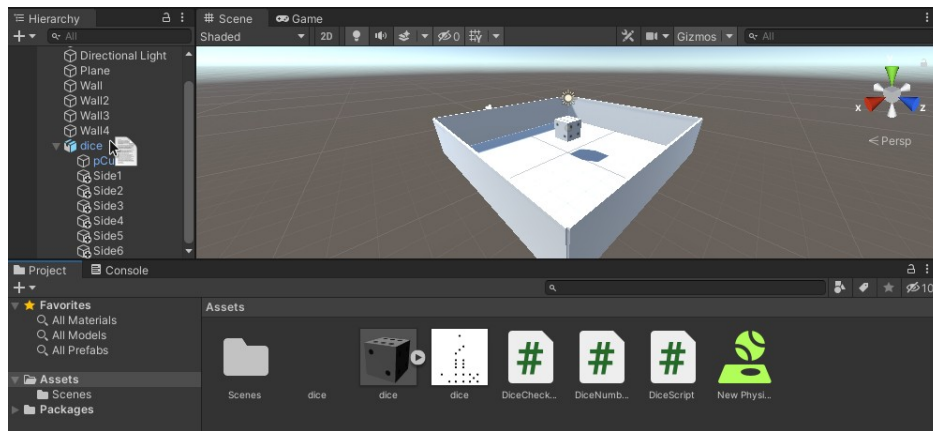 Hierarchy
All
Directional Light
Plane
Wall
Wall2
Wall3
Wall4
dice
pCu
Side1
Side2
Side3
Side4
Side5
Side6
Scene Game
Shaded 2D 0 Gizmos All
x z
Persp
Project Console
10
Favorites
All Materials
All Models
All Prefabs
Assets
Scenes
Packages
Assets
Scenes dice dice dice DiceCheck... DiceNumb... DiceScript New Physi...